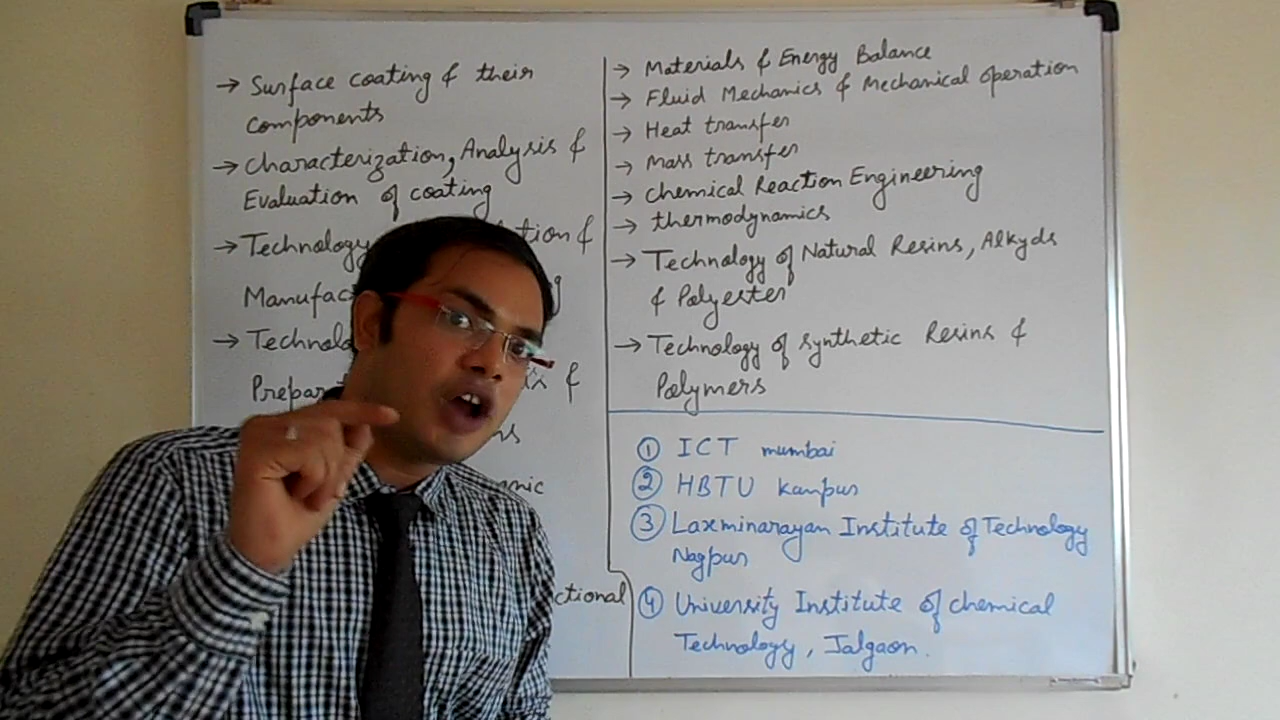 → Surface coating & their
components
→ Characterization, Analysis &
Evaluation of coating
→ Technology &
Manufac
→ Technolo
Prepar &
→ Materials & Energy Balance
→ Fluid Mechanics & Mechanical operation
→ Heat transfer
→ Mass transfer
→ Chemical Reaction Engineering
→ thermodynamics
→ Technology of Natural Resins, Alkyds
& Polyester
→ Technology of synthetic Resins &
Polymers
① ICT mumbai
② HBTU kanpur
③ Laxminarayan Institute of Technology
Nagpur
④ University Institute of chemical
Technology, Jalgaon.